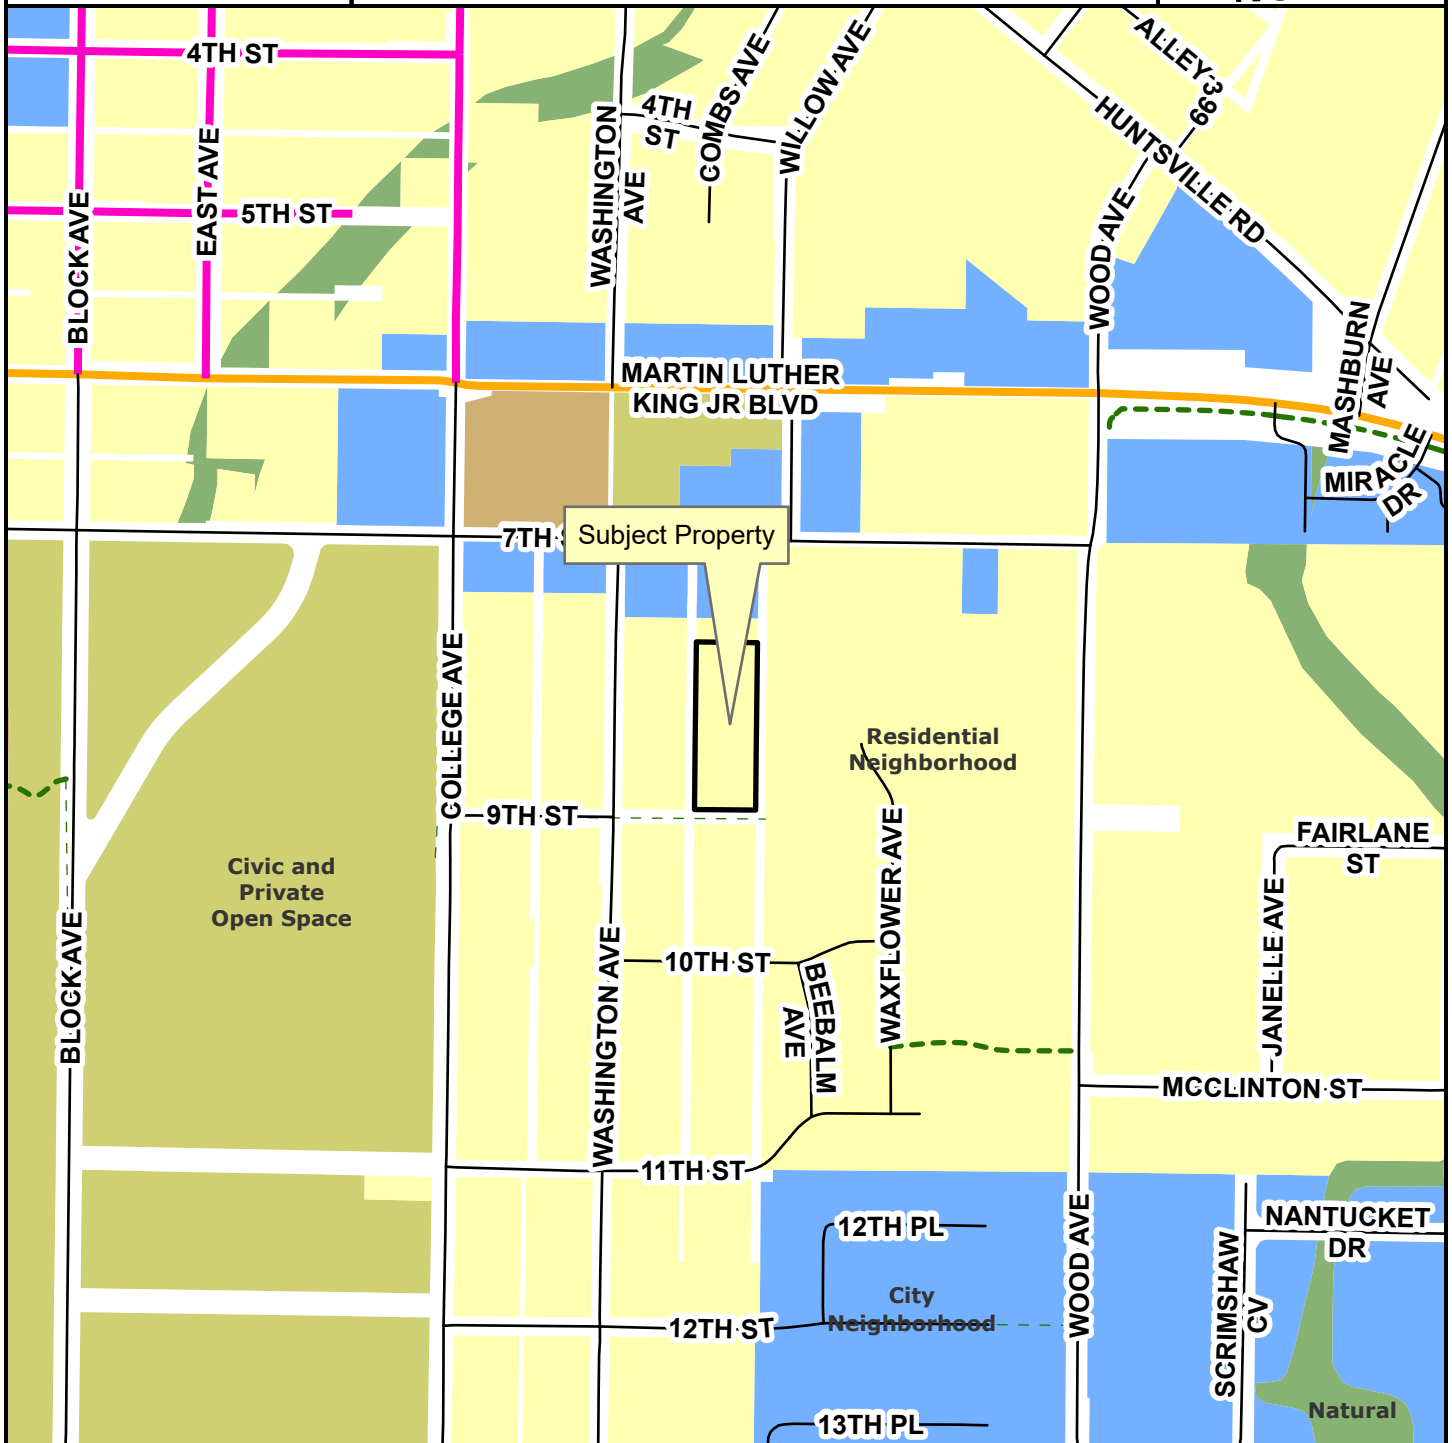 4TH ST
EAST AVE
5TH ST
BLOCK AVE
WASHINGTON
AVE
4TH
ST
COMBS AVE
WILLOW AVE
ALLEY 3
66
HUNTSVILLE RD
WOOD AVE
MASHBURN
AVE
MARTIN LUTHER
KING JR BLVD
MIRACLE
DR
7TH S
Subject Property
COLLEGE AVE
Residential
Neighborhood
9TH ST
FAIRLANE
ST
Civic and
Private
Open Space
BLOCK AVE
WASHINGTON AVE
10TH ST
BEEBALM
AVE
WAXFLOWER AVE
JANELLE AVE
MCCLINTON ST
11TH ST
12TH PL
WOOD AVE
NANTUCKET
DR
SCRIMSHAW
CV
City
Neighborhood
12TH ST
Natural
13TH PL